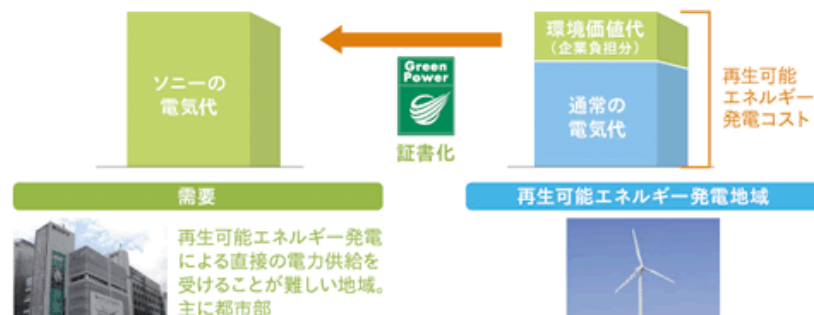 ソニーの
電気代
Green
Power
証書化
環境価値代
(企業負担分)
通常の
電気代
再生可能
エネルギー
発電コスト
需要
再生可能エネルギー発電
による直接の電力供給を
受けることが難しい地域。
主に都市部
再生可能エネルギー発電地域